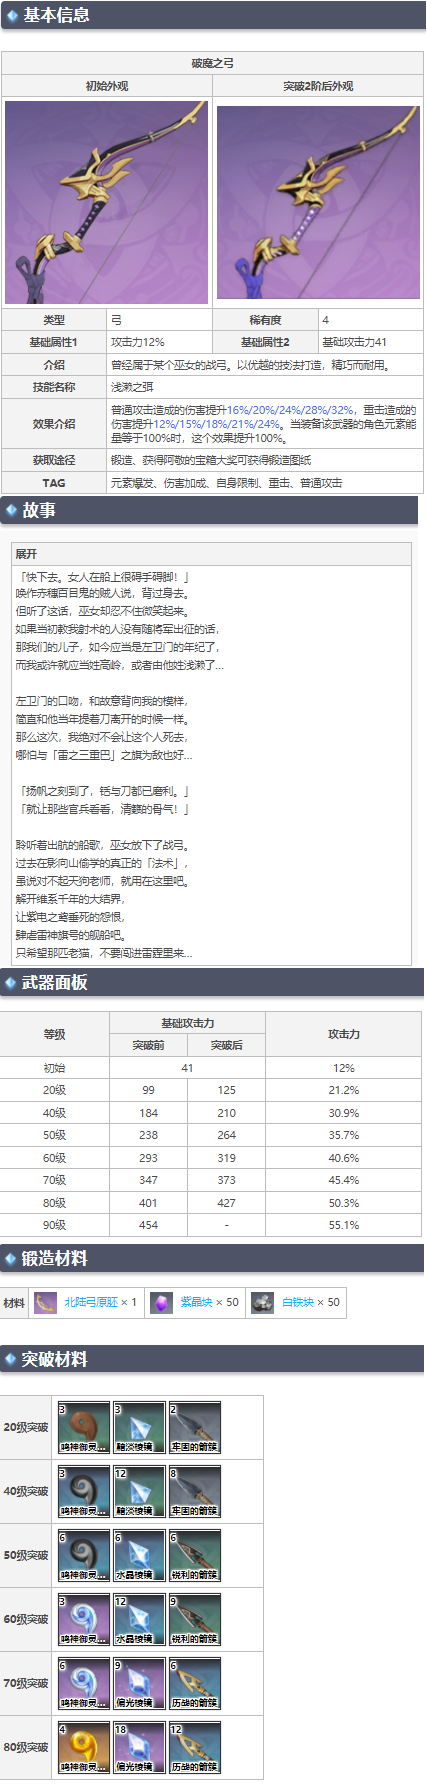 基本信息
破魔之弓
初始外观 突破2阶后外观
类型 弓 稀有度 4
基础属性1 攻击力12% 基础属性2 基础攻击力41
介绍 曾经属于某个巫女的战弓。以优越的技法打造，精巧而耐用。
技能名称 浅濑之弭
效果介绍 普通攻击造成的伤害提升16%/20%/24%/28%/32%，重击造成的
伤害提升12%/15%/18%/21%/24%。当装备该武器的角色元素能
量等于100%时，这个效果提升100%。
获取途径 锻造、获得阿敬的宝箱大奖可获得锻造图纸
TAG 元素爆发、伤害加成、自身限制、重击、普通攻击
故事
展开
「快下去。女人在船上很碍手碍脚！」
唤作赤穗百目鬼的贼人说，背过身去。
但听了这话，巫女却忍不住微笑起来。
如果当初教我射术的人没有随将军出征的话，
那我们的儿子，如今应当是左卫门的年纪了，
而我或许就应当姓高岭，或者由他姓浅濑了…
左卫门的口吻，和故意背向我的模样，
简直和他当年提着刀离开的时候一样。
那么这次，我绝对不会让这个人死去，
哪怕与「雷之三重巴」之旗为敌也好…
「扬帆之刻到了，铦与刀都已磨利。」
「就让那些官兵看看，清籁的骨气！」
聆听着出航的船歌，巫女放下了战弓。
过去在影向山偷学的真正的「法术」，
虽说对不起天狗老师，就用在这里吧。
解开维系千年的大结界，
让紫电之鸢垂死的怨恨，
肆虐雷神旗号的舰船吧。
只希望那匹老猫，不要闯进雷霆里来…
武器面板
等级 基础攻击力 攻击力
突破前 突破后
初始 41 12%
20级 99 125 21.2%
40级 184 210 30.9%
50级 238 264 35.7%
60级 293 319 40.6%
70级 347 373 45.4%
80级 401 427 50.3%
90级 454 - 55.1%
锻造材料
材料 北陆弓原胚 × 1 紫晶块 × 50 白铁块 × 50
突破材料
20级突破 3 鸣神御灵... 3 黯淡棱镜 2 牢固的箭簇
40级突破 3 鸣神御灵... 12 黯淡棱镜 8 牢固的箭簇
50级突破 6 鸣神御灵... 6 水晶棱镜 6 锐利的箭簇
60级突破 3 鸣神御灵... 12 水晶棱镜 9 锐利的箭簇
70级突破 6 鸣神御灵... 9 偏光棱镜 6 历战的箭簇
80级突破 4 鸣神御灵... 18 偏光棱镜 12 历战的箭簇